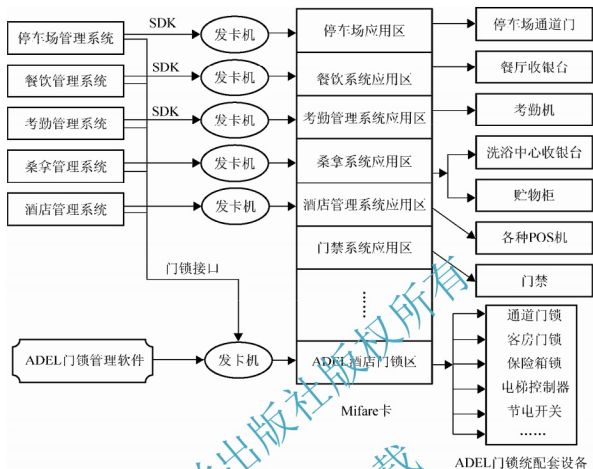 停车场管理系统
SDK
发卡机
停车场应用区
停车场通道门
餐饮管理系统
SDK
发卡机
餐饮系统应用区
餐厅收银台
考勤管理系统
SDK
发卡机
考勤管理系统应用区
考勤机
桑拿管理系统
发卡机
桑拿系统应用区
洗浴中心收银台
贮物柜
酒店管理系统
发卡机
酒店管理系统应用区
各种POS机
门禁系统应用区
门禁
门锁接口
……
ADEL门锁管理软件
发卡机
ADEL酒店门锁区
通道门锁
客房门锁
保险箱锁
电梯控制器
节电开关
……
Mifare卡
ADEL门锁统配套设备
出版社版权所有
载